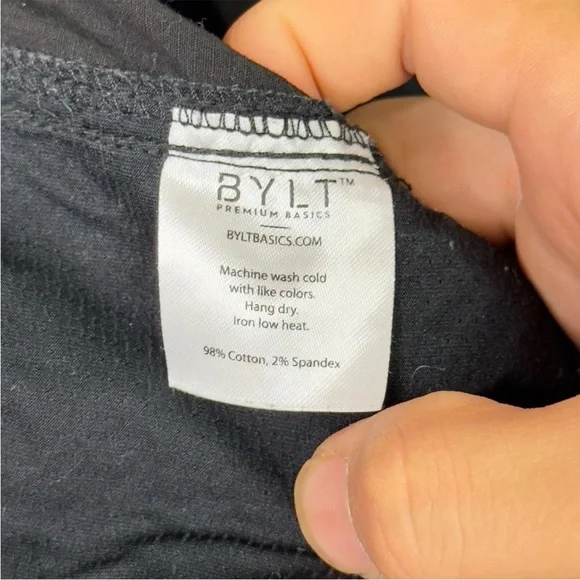 BYLT™
PREMIUM BASICS
BYLTBASICS.COM
Machine wash cold
with like colors.
Hang dry.
Iron low heat.
98% Cotton, 2% Spandex